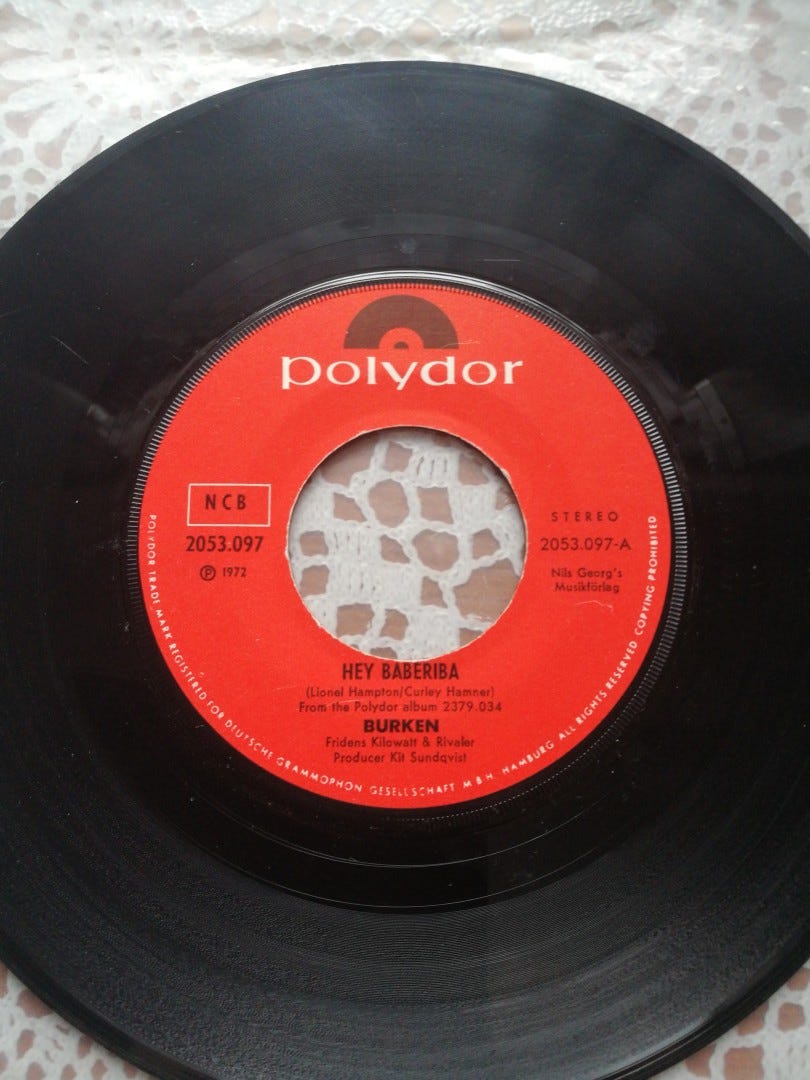 polydor
NCB
2053.097
Ⓟ 1972
STEREO
2053.097-A
Nils Georg's
Musikförlag
HEY BABERIBA
(Lionel Hampton/Curley Hamner)
From the Polydor album 2379.034
BURKEN
Fridens Kilowatt & Rivaler
Producer Kit Sundqvist
POLYDOR TRADE MARK REGISTERED FOR DEUTSCHE GRAMMOPHON GESELLSCHAFT M.B.H. HAMBURG ALL RIGHTS RESERVED COPYING PROHIBITED